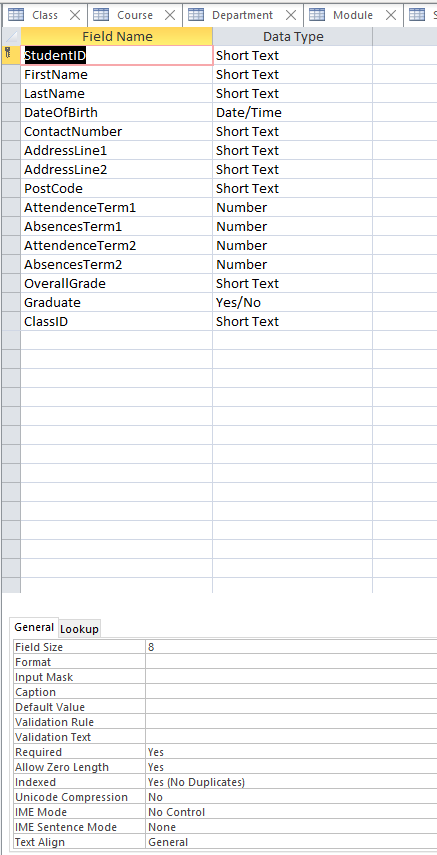 Class Course Department Module S
Field Name Data Type
StudentID Short Text
FirstName Short Text
LastName Short Text
DateOfBirth Date/Time
ContactNumber Short Text
AddressLine1 Short Text
AddressLine2 Short Text
PostCode Short Text
AttendenceTerm1 Number
AbsencesTerm1 Number
AttendenceTerm2 Number
AbsencesTerm2 Number
OverallGrade Short Text
Graduate Yes/No
ClassID Short Text
General Lookup
Field Size 8
Format
Input Mask
Caption
Default Value
Validation Rule
Validation Text
Required Yes
Allow Zero Length Yes
Indexed Yes (No Duplicates)
Unicode Compression No
IME Mode No Control
IME Sentence Mode None
Text Align General